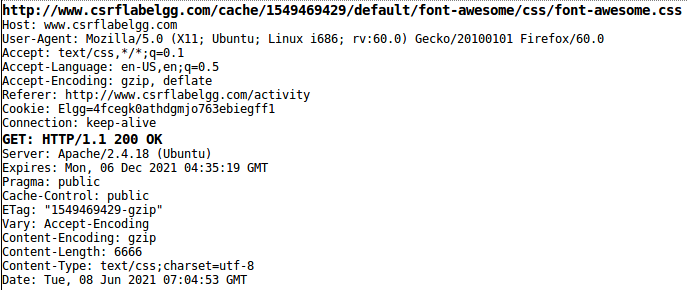 http://www.csrflabelgg.com/cache/1549469429/default/font-awesome/css/font-awesome.css
Host: www.csrflabelgg.com
User-Agent: Mozilla/5.0 (X11; Ubuntu; Linux i686; rv:60.0) Gecko/20100101 Firefox/60.0
Accept: text/css,*/*;q=0.1
Accept-Language: en-US,en;q=0.5
Accept-Encoding: gzip, deflate
Referer: http://www.csrflabelgg.com/activity
Cookie: Elgg=4fcegk0athdgmjo763ebiegff1
Connection: keep-alive
GET: HTTP/1.1 200 OK
Server: Apache/2.4.18 (Ubuntu)
Expires: Mon, 06 Dec 2021 04:35:19 GMT
Pragma: public
Cache-Control: public
ETag: "1549469429-gzip"
Vary: Accept-Encoding
Content-Encoding: gzip
Content-Length: 6666
Content-Type: text/css;charset=utf-8
Date: Tue, 08 Jun 2021 07:04:53 GMT